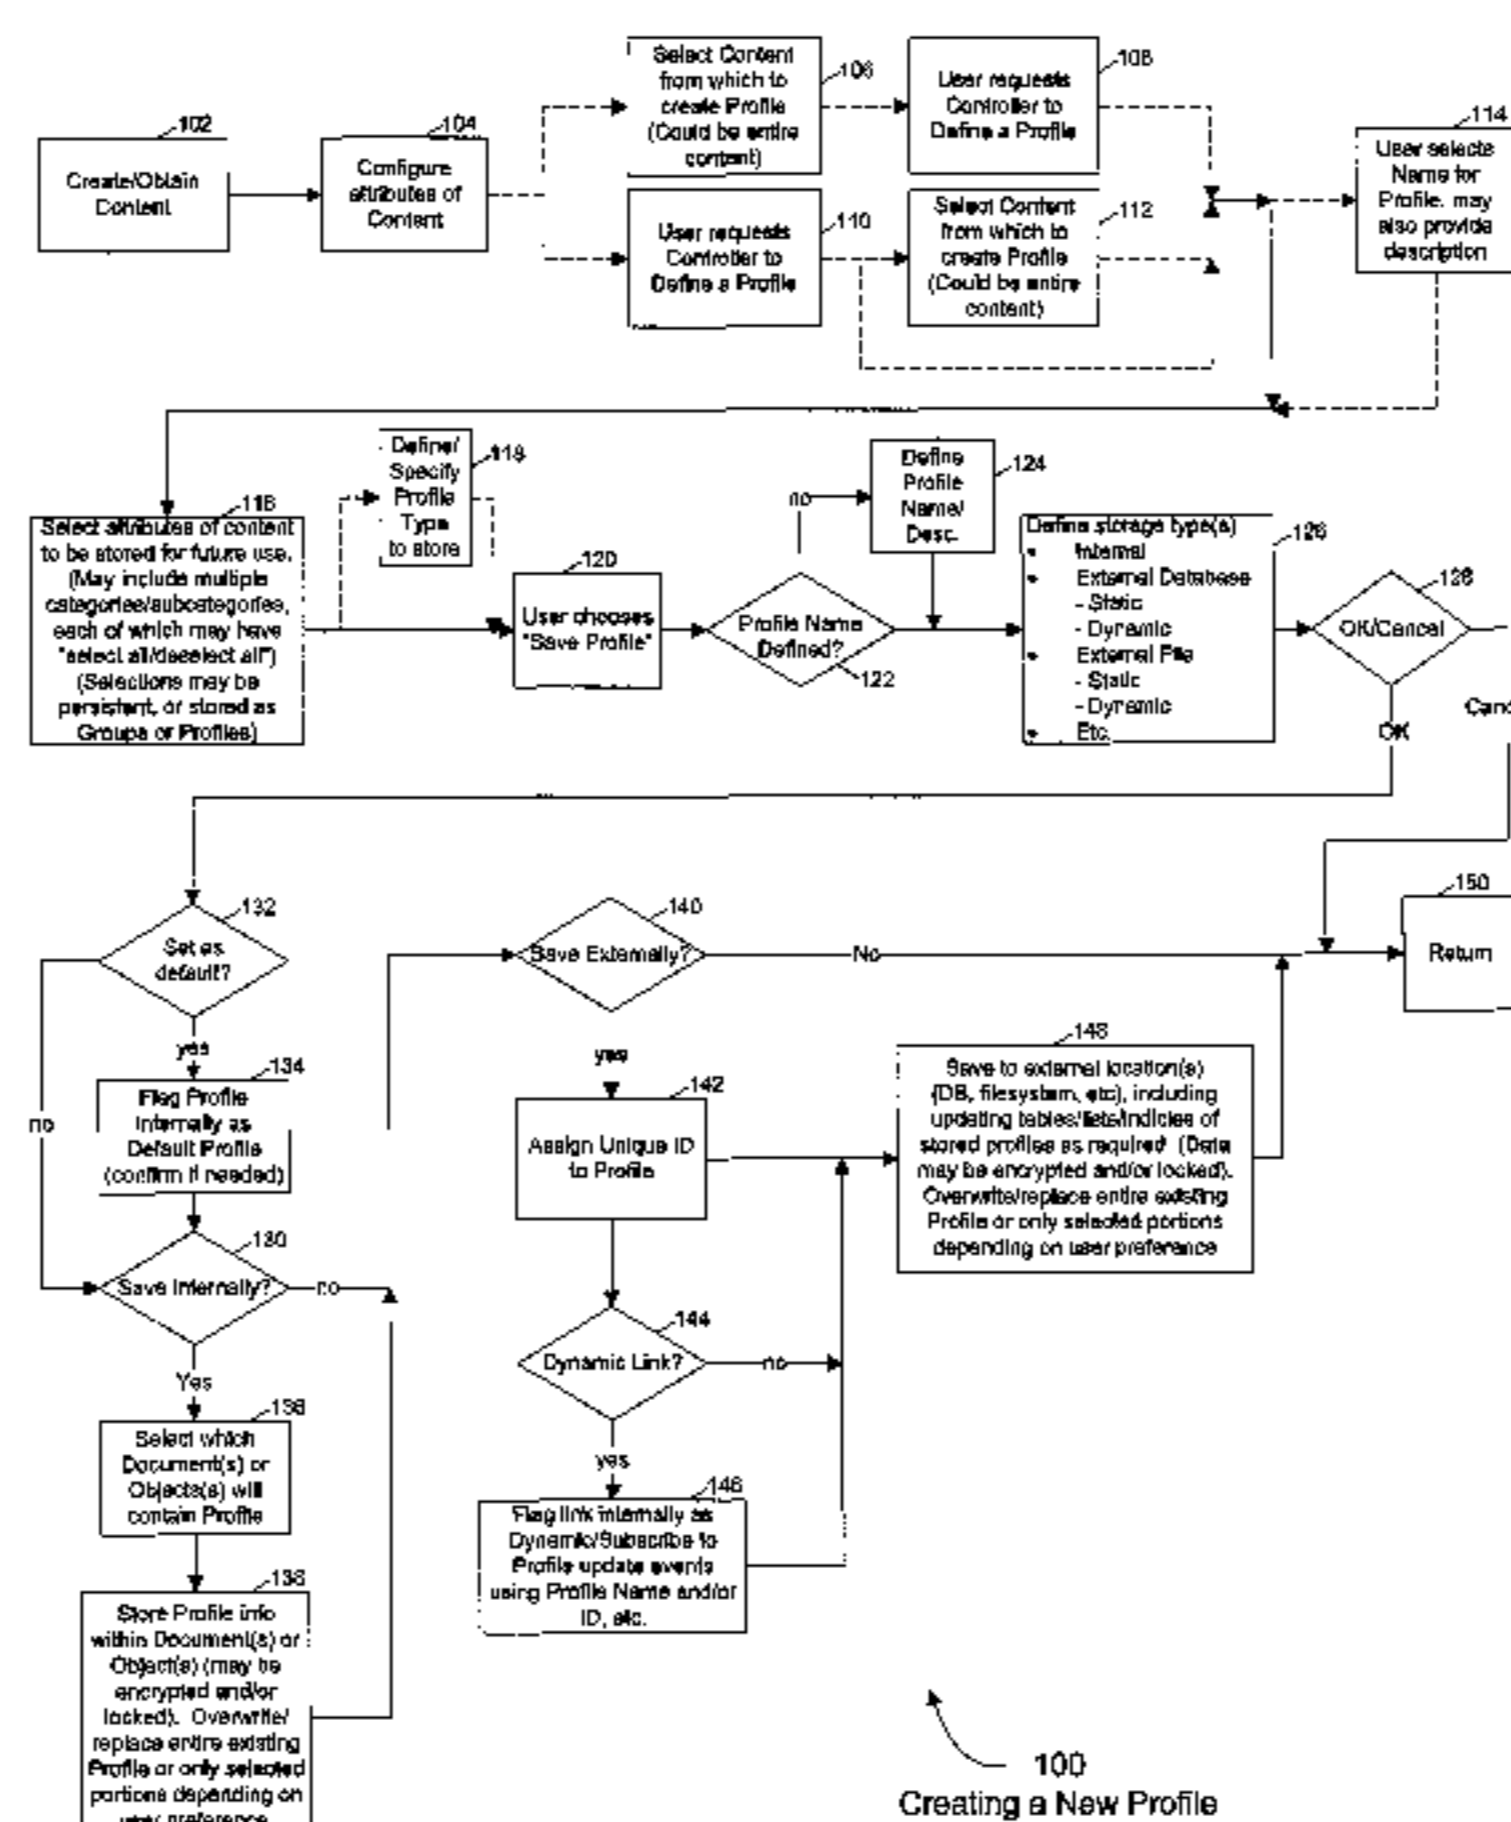 102
Create/Obtain
Content
104
Configure
attributes of
Content
106
Select Content
from which to
create Profile
(Could be entire
content)
108
User requests
Controller to
Define a Profile
110
User requests
Controller to
Define a Profile
112
Select Content
from which to
create Profile
(Could be entire
content)
114
User selects
Name for
Profile, may
also provide
description
116
Select attributes of content
to be stored for future use.
(May include multiple
categories/subcategories,
each of which may have
"select all/deselect all")
(Selections may be
persistent, or stored as
Groups or Profiles)
118
Define/
Specify
Profile
Type
to store
120
User chooses
"Save Profile"
122
Profile Name
Defined?
no
124
Define
Profile
Name/
Desc.
126
Define storage type(s)
• Internal
• External Database
- Static
- Dynamic
• External File
- Static
- Dynamic
• Etc.
128
OK/Cancel
OK
Canc
132
Set as
default?
yes
no
134
Flag Profile
Internally as
Default Profile
(confirm if needed)
130
Save Internally?
no
Yes
136
Select which
Document(s) or
Objects(s) will
contain Profile
138
Store Profile info
within Document(s) or
Object(s) (may be
encrypted and/or
locked). Overwrite/
replace entire existing
Profile or only selected
portions depending on
user preference
140
Save Externally?
No
yes
142
Assign Unique ID
to Profile
144
Dynamic Link?
no
yes
146
Flag link internally as
Dynamic/Subscribe to
Profile update events
using Profile Name and/or
ID, etc.
148
Save to external location(s)
(DB, filesystem, etc), including
updating tables/lists/indicies of
stored profiles as required (Data
may be encrypted and/or locked).
Overwrite/replace entire existing
Profile or only selected portions
depending on user preference
150
Return
100
Creating a New Profile